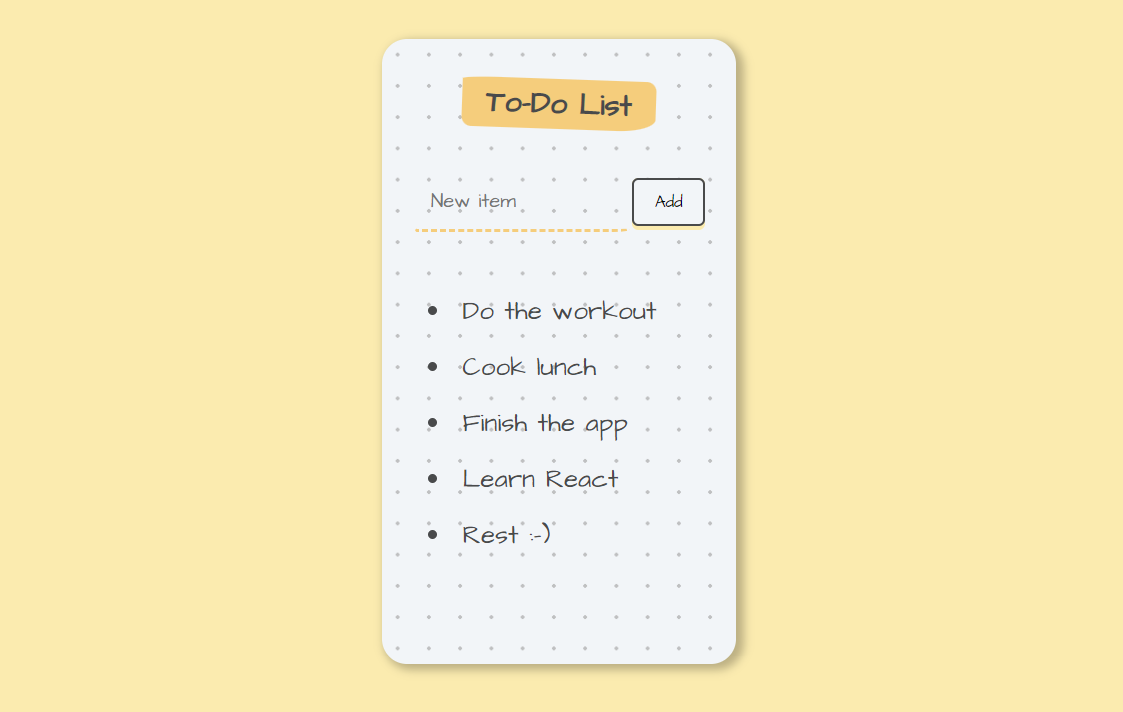 To-Do List
New item
Add
Do the workout
Cook lunch
Finish the app
Learn React
Rest :-)